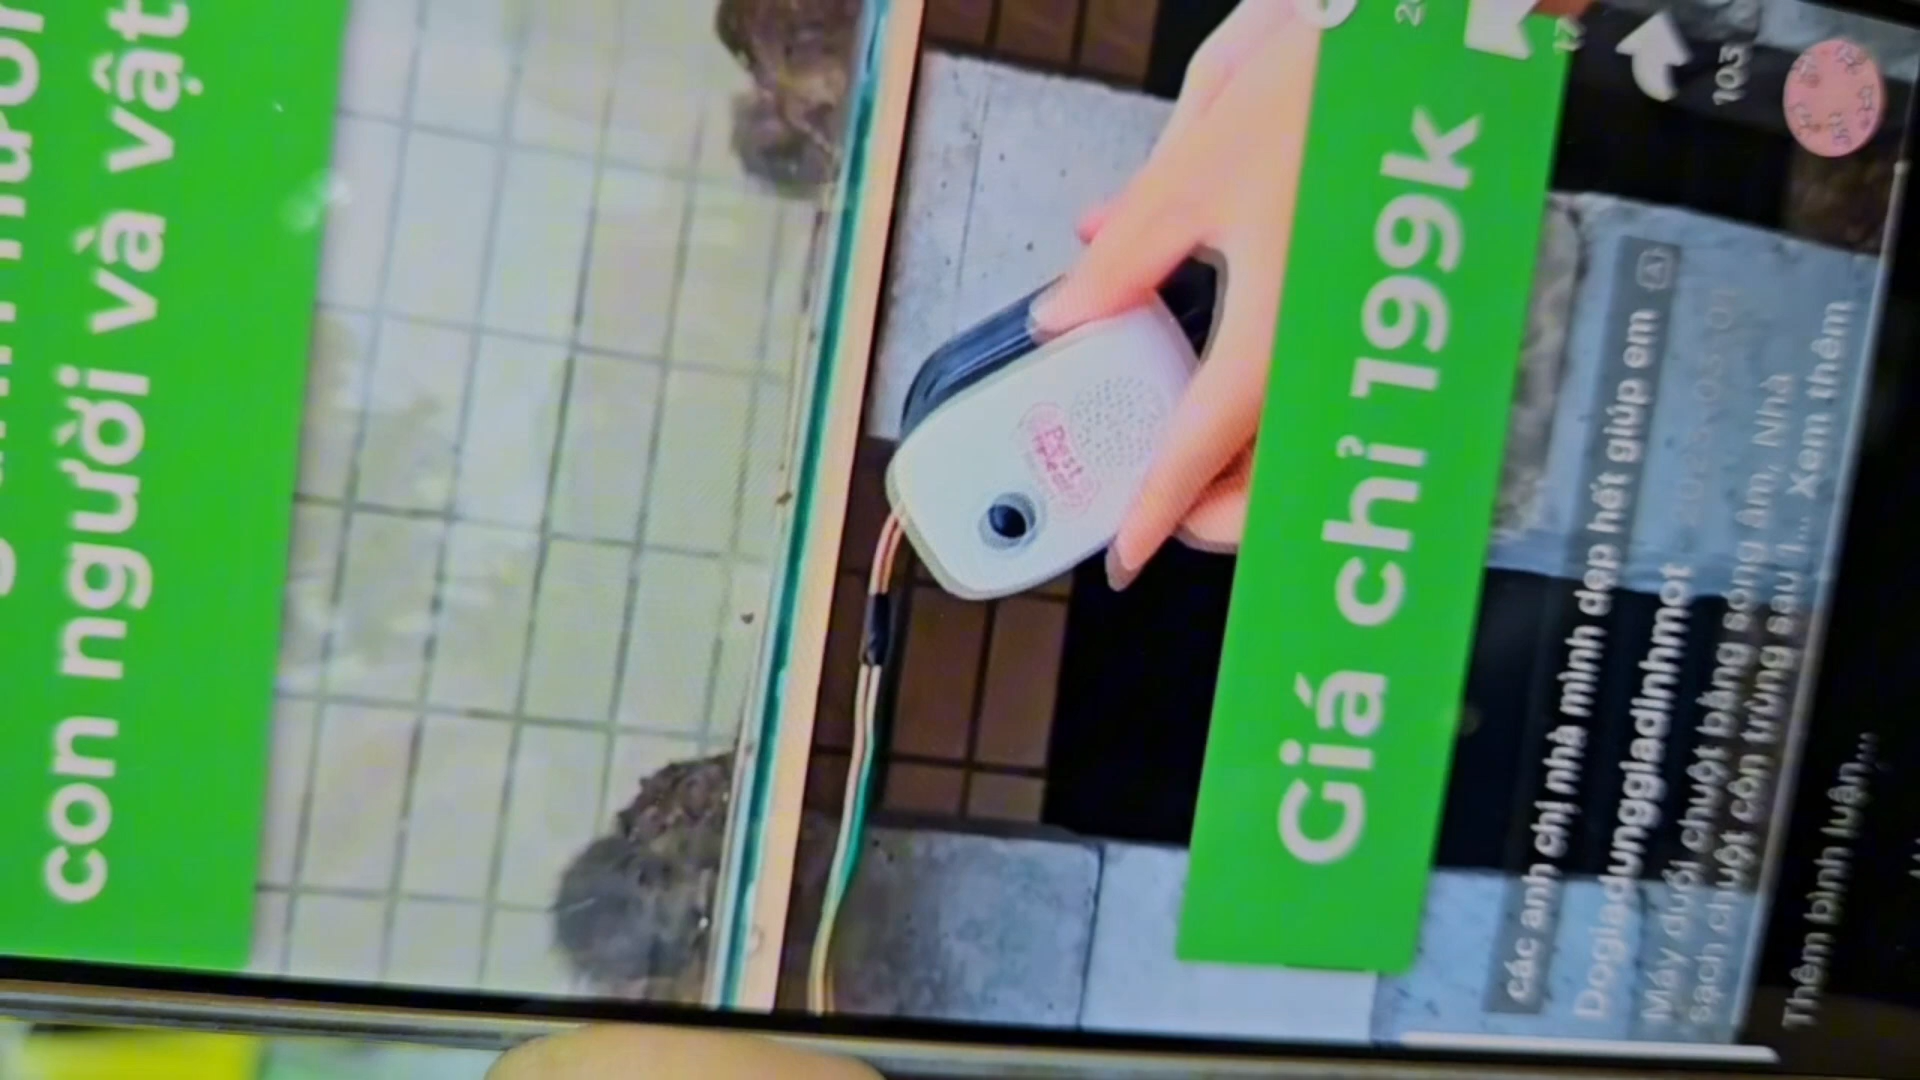 con người và vật
Giá chỉ 199k
103
các anh chị nhà mình dẹp hết giúp em
Dogiadunggiadinhmot
Máy đuổi chuột bằng sóng âm, Nhà
sạch chuột côn trùng sau 1... Xem thêm
Thêm bình luận...